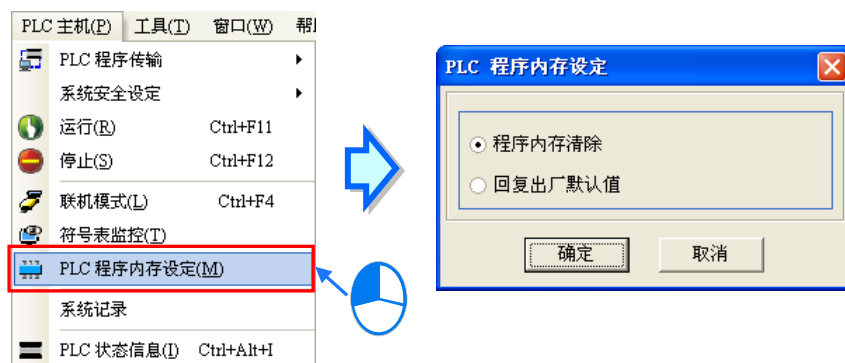 PLC 主机(P) 工具(T) 窗口(W)
PLC 程序传输
系统安全设定
运行(R) Ctrl+F11
停止(S) Ctrl+F12
联机模式(L) Ctrl+F4
符号表监控(T)
PLC 程序内存设定(M)
系统记录
PLC 状态信息(I) Ctrl+Alt+I
PLC 程序内存设定
程序内存清除
回复出厂默认值
确定 取消